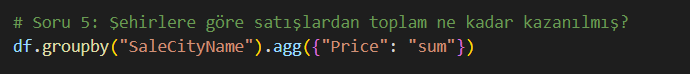 # Soru 5: Şehirlere göre satışlardan toplam ne kadar kazanılmış?
df.groupby("SaleCityName").agg({"Price": "sum"})